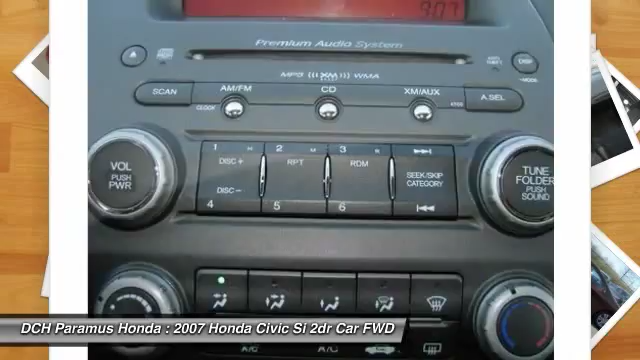 9:07
Premium Audio System
MP3 XM WMA
DISP
MODE
SCAN
AM/FM
CD
XM/AUX
A.SEL
CLOCK
VOL
PUSH
PWR
1 2 3
DISC + RPT RDM
DISC -
4 5 6
SEEK/SKIP
CATEGORY
TUNE
FOLDER
PUSH
SOUND
DCH Paramus Honda : 2007 Honda Civic Si 2dr Car FWD
A/C